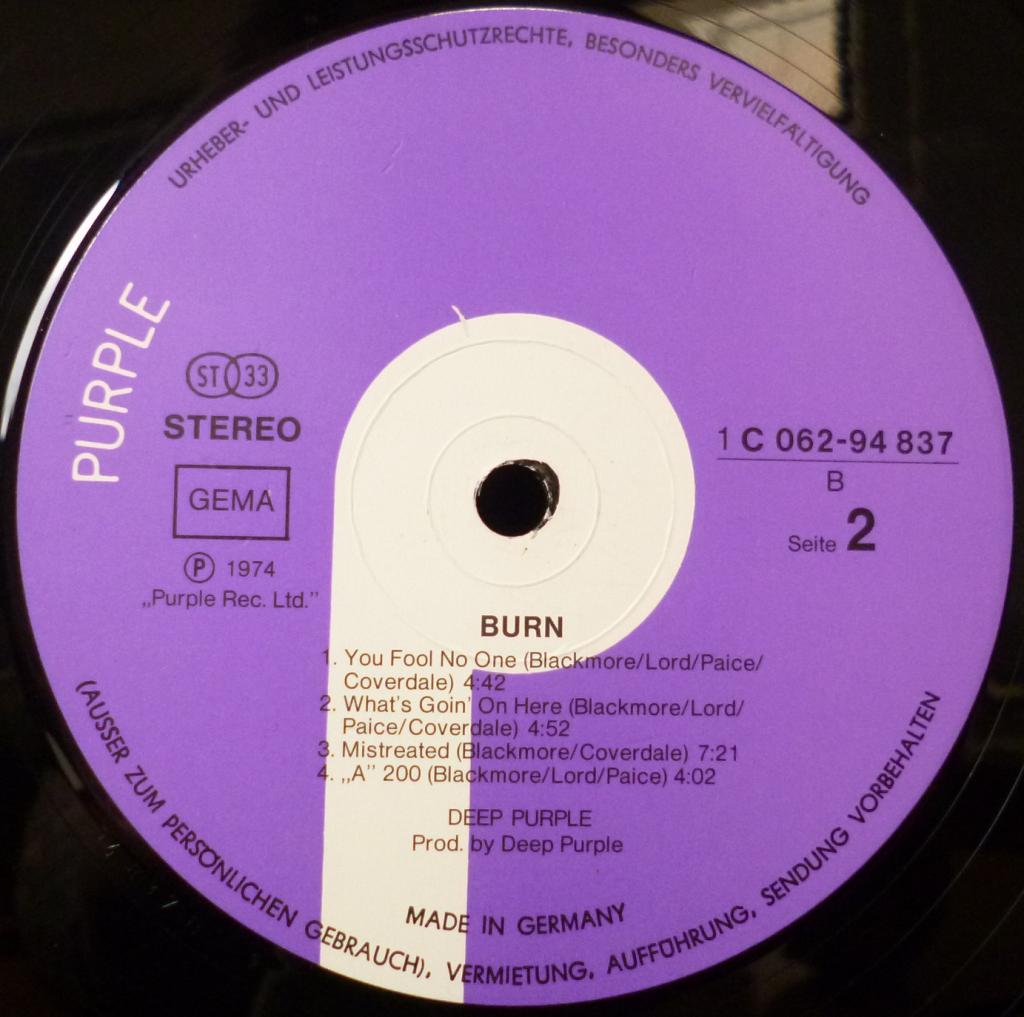 URHEBER- UND LEISTUNGSSCHUTZRECHTE, BESONDERS VERVIELFÄLTIGUNG
PURPLE
ST 33
STEREO
GEMA
Ⓟ 1974
„Purple Rec. Ltd.”
1 C 062-94 837
B
Seite 2
BURN
1. You Fool No One (Blackmore/Lord/Paice/
Coverdale) 4:42
2. What's Goin' On Here (Blackmore/Lord/
Paice/Coverdale) 4:52
3. Mistreated (Blackmore/Coverdale) 7:21
4. „A” 200 (Blackmore/Lord/Paice) 4:02
DEEP PURPLE
Prod. by Deep Purple
MADE IN GERMANY
(AUSSER ZUM PERSÖNLICHEN GEBRAUCH), VERMIETUNG, AUFFÜHRUNG, SENDUNG VORBEHALTEN